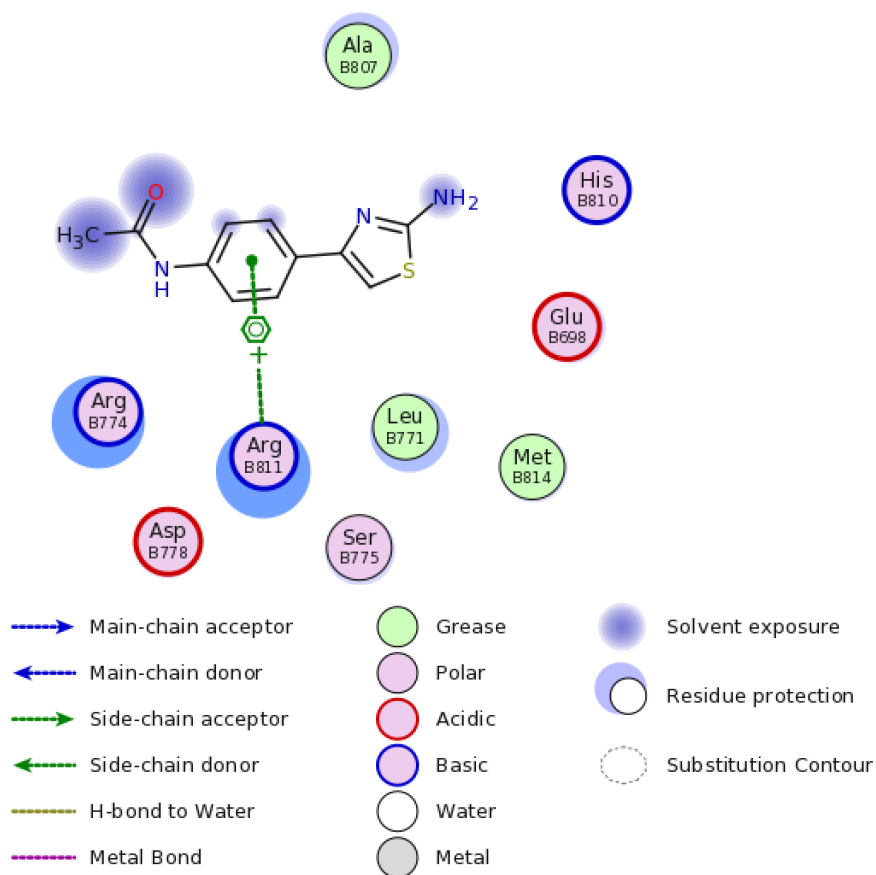 Ala
B807
His
B810
NH2
N
O
H3C
S
N
H
Glu
B698
+
Arg
B774
Leu
B771
Arg
B811
Met
B814
Asp
B778
Ser
B775
Main-chain acceptor
Grease
Solvent exposure
Main-chain donor
Polar
Residue protection
Side-chain acceptor
Acidic
Side-chain donor
Basic
Substitution Contour
H-bond to Water
Water
Metal Bond
Metal